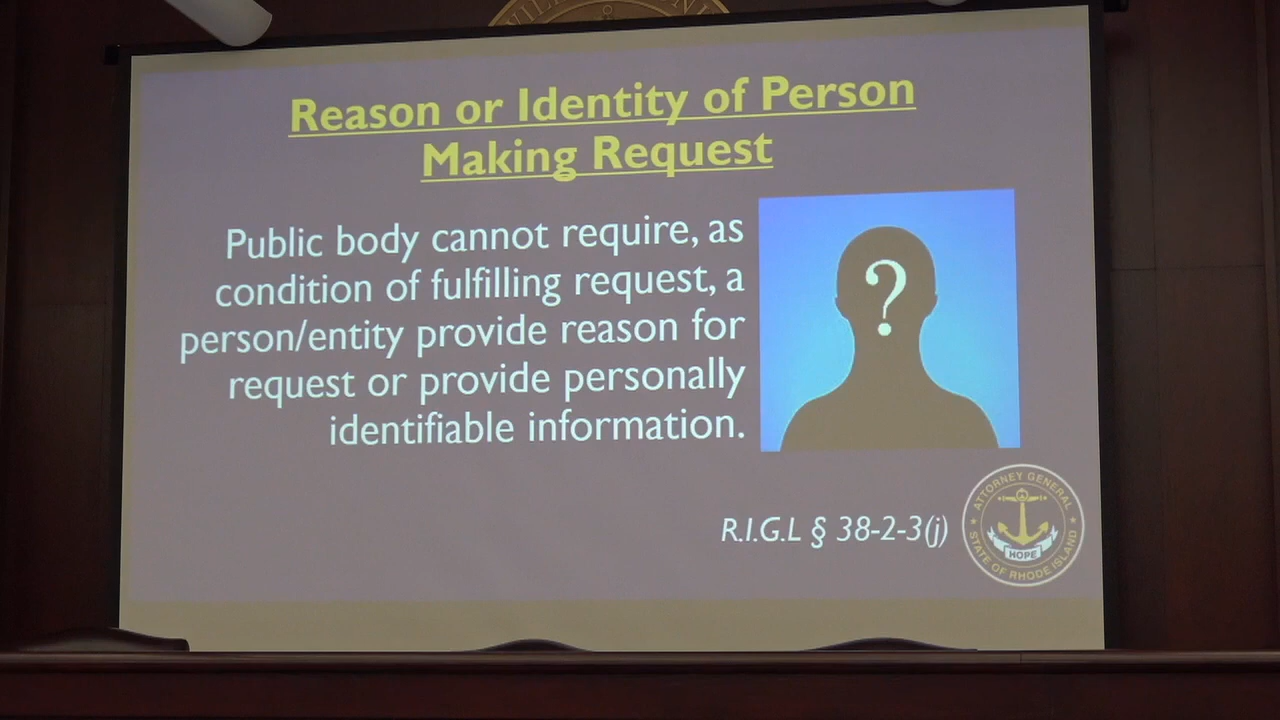 Reason or Identity of Person
Making Request
Public body cannot require, as
condition of fulfilling request, a
person/entity provide reason for
request or provide personally
identifiable information.
?
R.I.G.L § 38-2-3(j)
ATTORNEY GENERAL
HOPE
STATE OF RHODE ISLAND